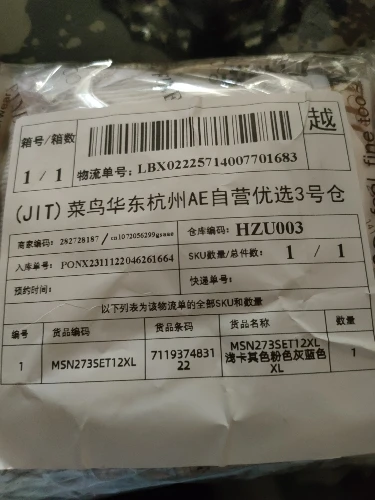 越
箱号/箱数
1 / 1
物流单号: LBX02225714007701683
(JIT) 菜鸟华东杭州AE自营优选3号仓
商家编码: 282728187 / cn1072056299gsaae
仓库编码: HZU003
入库单号: PONX2311122046261664
SKU数量/总件数: 1 / 1
预约时间:
快递单号:
以下列表为该物流单的全部SKU和数量
编号 货品编码 货品条码 货品名称 数量
1 MSN273SET12XL 711937483122 MSN273SET12XL 浅卡其色粉色灰蓝色 XL 1
fine